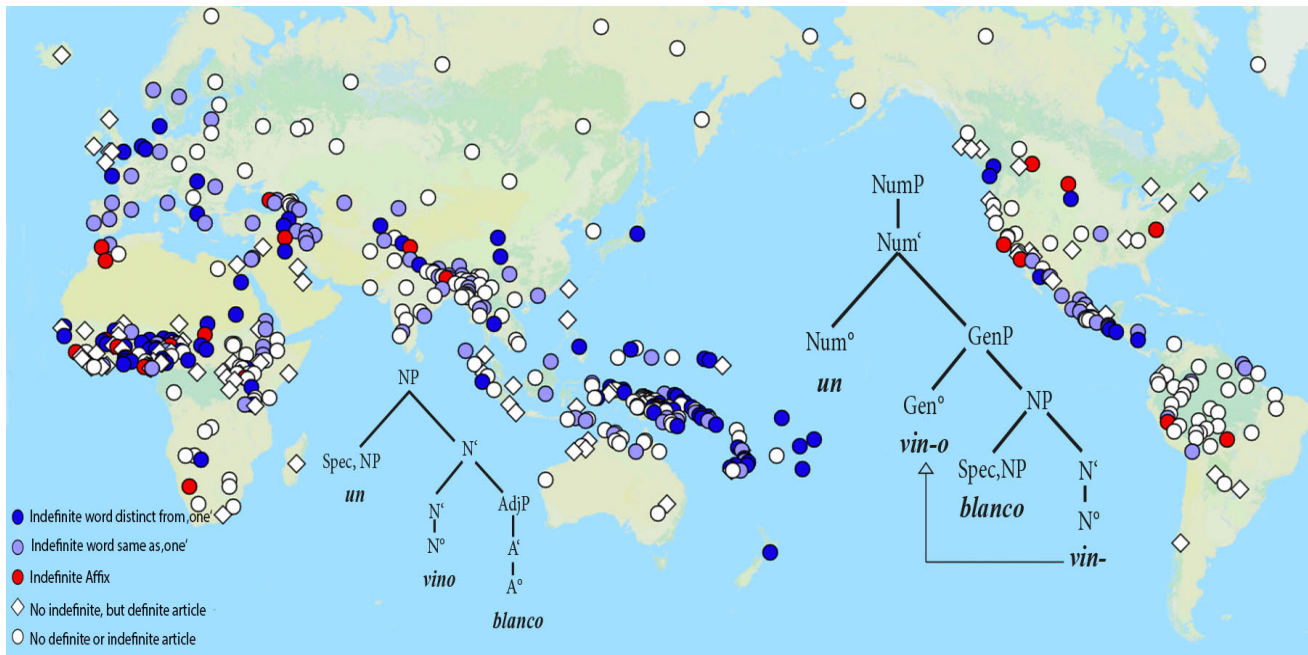 NumP
Num‘
Num°
GenP
un
Gen°
NP
vin-o
Spec,NP
N‘
blanco
N°
vin-
NP
Spec, NP
N‘
un
N‘
AdjP
N°
A‘
vino
A°
blanco
Indefinite word distinct from‚one‘
Indefinite word same as‚one‘
Indefinite Affix
No indefinite, but definite article
No definite or indefinite article